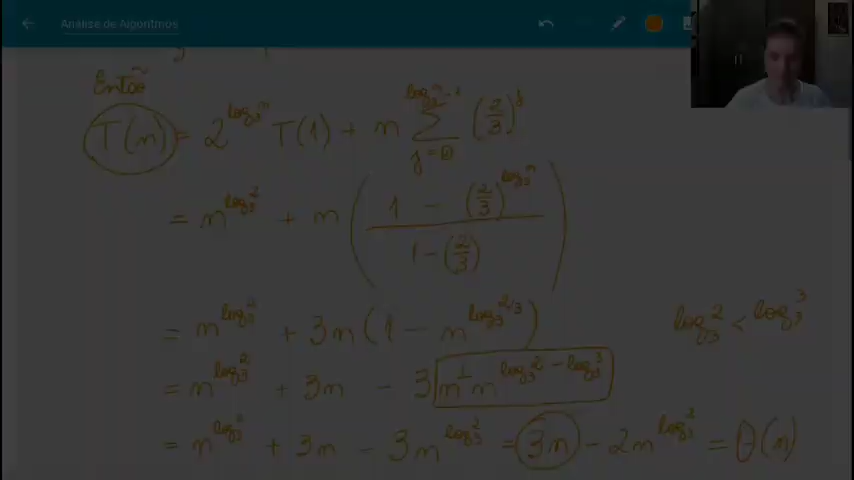 Análise de Algoritmos
Então
T(n) = 2^{log_3 n} T(1) + n Σ_{j=0}^{log_3 n - 1} (2/3)^j
= n^{log_3 2} + n ( (1 - (2/3)^{log_3 n}) / (1 - (2/3)) )
= n^{log_3 2} + 3n (1 - n^{log_3 2/3})
log_3 2 < log_3 3
= n^{log_3 2} + 3n - 3 n^1 n^{log_3 2 - log_3 3}
= n^{log_3 2} + 3n - 3n^{log_3 2} = 3n - 2n^{log_3 2} = Θ(n)